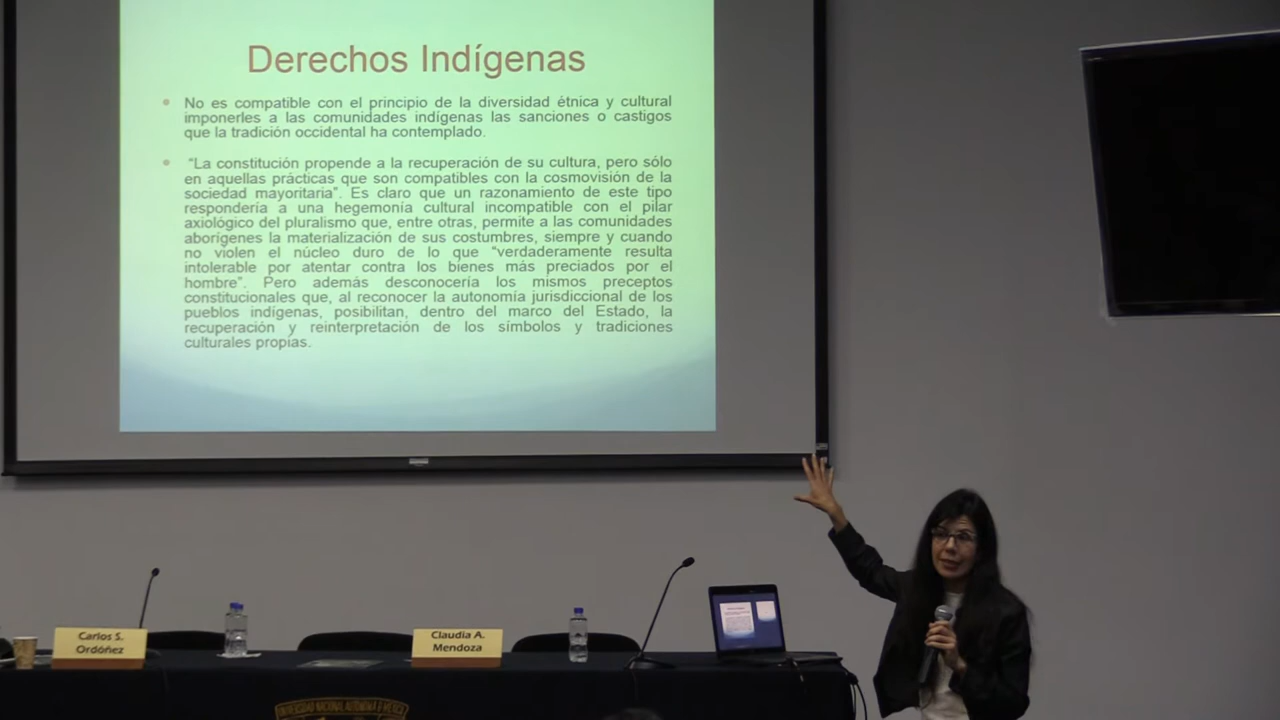 Derechos Indígenas
No es compatible con el principio de la diversidad étnica y cultural
imponerles a las comunidades indígenas las sanciones o castigos
que la tradición occidental ha contemplado.
“La constitución propende a la recuperación de su cultura, pero sólo
en aquellas prácticas que son compatibles con la cosmovisión de la
sociedad mayoritaria”. Es claro que un razonamiento de este tipo
respondería a una hegemonía cultural incompatible con el pilar
axiológico del pluralismo que, entre otras, permite a las comunidades
aborígenes la materialización de sus costumbres, siempre y cuando
no violen el núcleo duro de lo que “verdaderamente resulta
intolerable por atentar contra los bienes más preciados por el
hombre”. Pero además desconocería los mismos preceptos
constitucionales que, al reconocer la autonomía jurisdiccional de los
pueblos indígenas, posibilitan, dentro del marco del Estado, la
recuperación y reinterpretación de los símbolos y tradiciones
culturales propias.
Carlos S.
Ordóñez
Claudia A.
Mendoza
UNIVERSIDAD NACIONAL AUTONOMA DE MEXICO